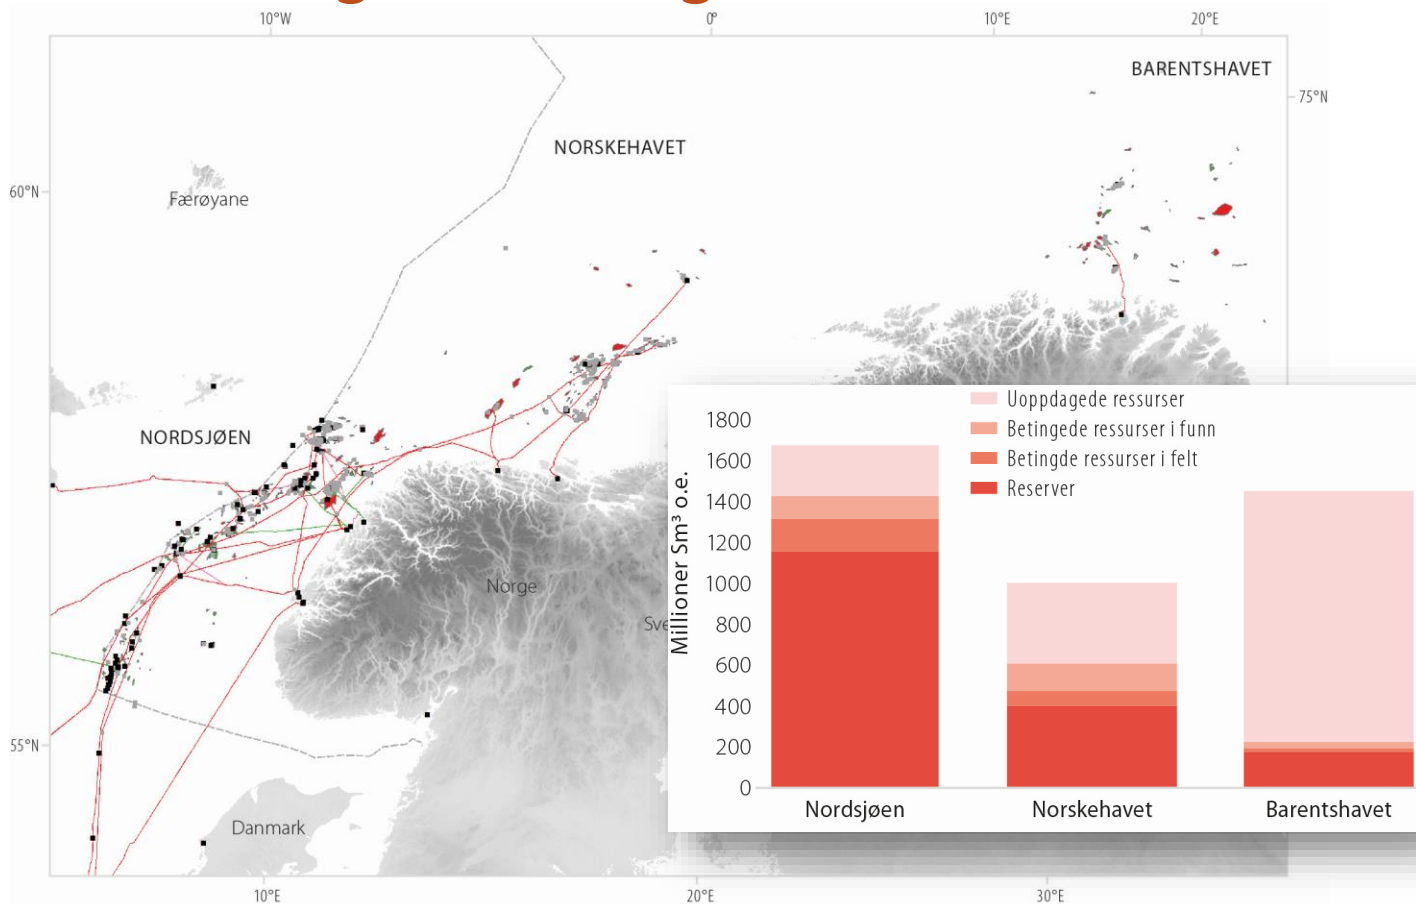 10°W 0° 10°E 20°E
BARENTSHAVET
75°N
NORSKEHAVET
60°N
Færøyane
NORDSJØEN
Norge
Sve
55°N
Danmark
10°E 20°E 30°E
Uoppdagede ressurser
Betingede ressurser i funn
Betingde ressurser i felt
Reserver
Millioner Sm³ o.e.
1800
1600
1400
1200
1000
800
600
400
200
0
Nordsjøen Norskehavet Barentshavet